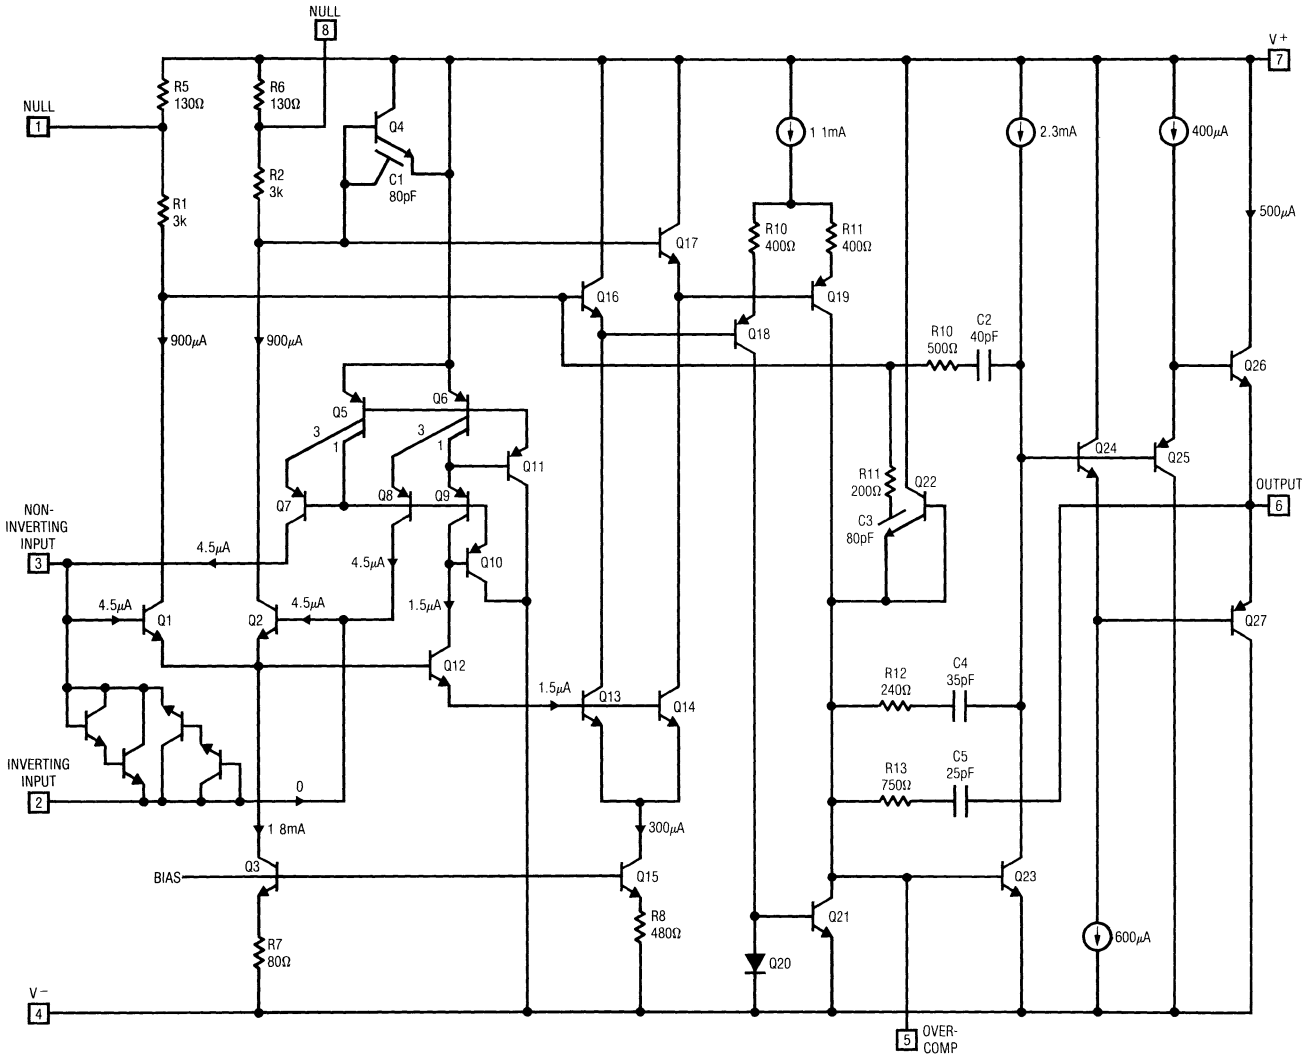 NULL
8
V+
7
R5
130Ω
R6
130Ω
NULL
1
Q4
1 1mA
2.3mA
400µA
C1
80pF
R2
3k
R1
3k
500µA
R10
400Ω
R11
400Ω
Q17
Q16
Q19
Q18
R10
500Ω
C2
40pF
900µA
900µA
Q26
Q5
Q6
3
1
3
1
Q11
Q24
Q25
R11
200Ω
Q22
C3
80pF
OUTPUT
6
Q7
Q8
Q9
NON-
INVERTING
INPUT
3
4.5µA
4.5µA
Q10
4.5µA
Q1
Q2
4.5µA
1.5µA
Q27
Q12
1.5µA
Q13
Q14
R12
240Ω
C4
35pF
INVERTING
INPUT
2
0
R13
750Ω
C5
25pF
1 8mA
300µA
BIAS
Q3
Q15
Q23
R7
80Ω
R8
480Ω
Q21
Q20
600µA
V−
4
5
OVER-
COMP